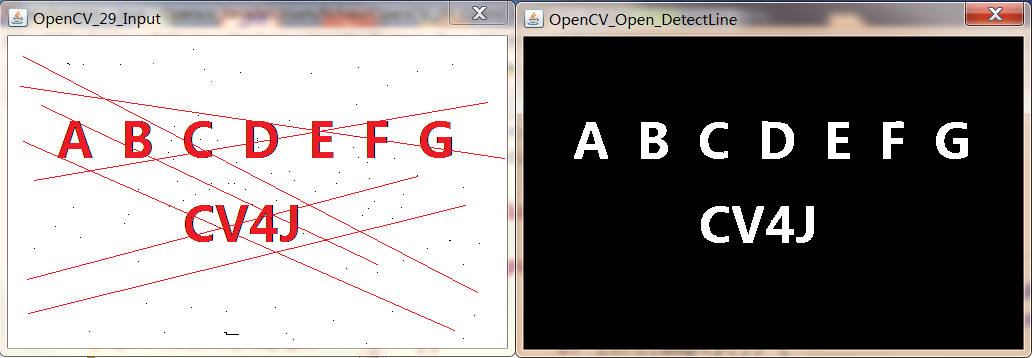 OpenCV_29_Input
A B C D E F G
CV4J
OpenCV_Open_DetectLine
A B C D E F G
CV4J